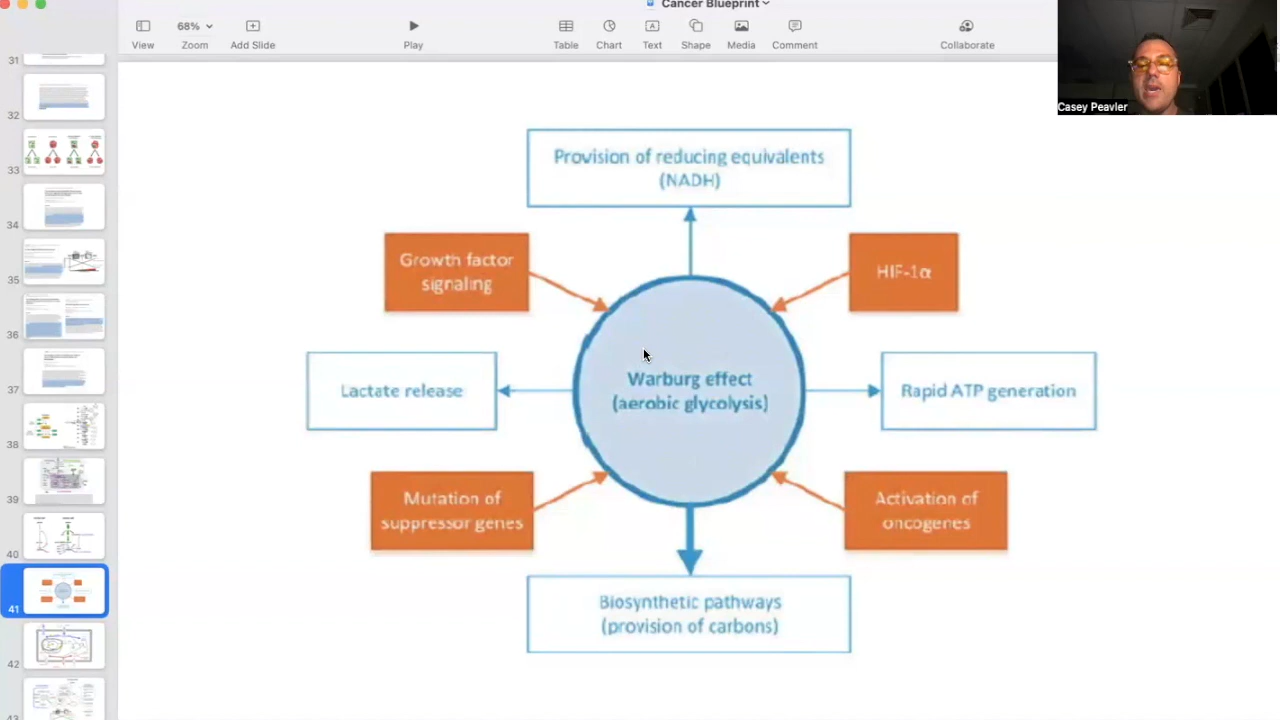 Cancer Blueprint
68%
View
Zoom
Add Slide
Play
Table
Chart
Text
Shape
Media
Comment
Collaborate
Casey Peavler
31
32
33
34
35
36
37
38
39
40
41
42
43
Provision of reducing equivalents
(NADH)
Growth factor
signaling
HIF-1α
Lactate release
Warburg effect
(aerobic glycolysis)
Rapid ATP generation
Mutation of
suppressor genes
Activation of
oncogenes
Biosynthetic pathways
(provision of carbons)